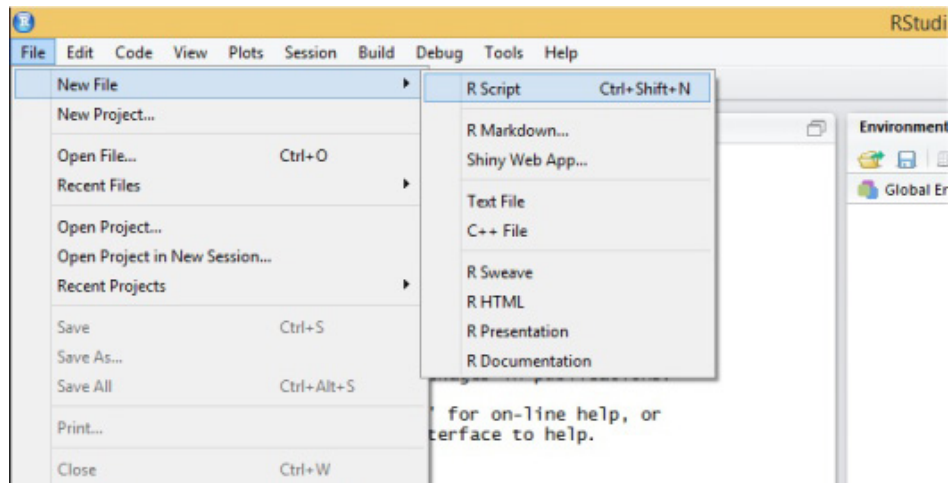 RStudi
File Edit Code View Plots Session Build Debug Tools Help
New File
New Project...
Open File... Ctrl+O
Recent Files
Open Project...
Open Project in New Session...
Recent Projects
Save Ctrl+S
Save As...
Save All Ctrl+Alt+S
Print...
Close Ctrl+W
R Script Ctrl+Shift+N
R Markdown...
Shiny Web App...
Text File
C++ File
R Sweave
R HTML
R Presentation
R Documentation
' for on-line help, or
terface to help.
Environment
Global Er